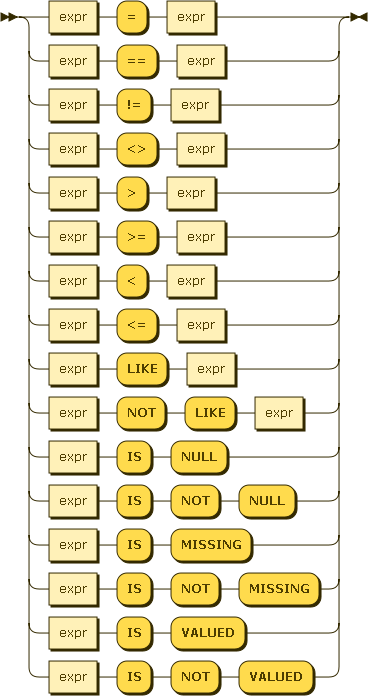 expr = expr
expr == expr
expr != expr
expr <> expr
expr > expr
expr >= expr
expr < expr
expr <= expr
expr LIKE expr
expr NOT LIKE expr
expr IS NULL
expr IS NOT NULL
expr IS MISSING
expr IS NOT MISSING
expr IS VALUED
expr IS NOT VALUED